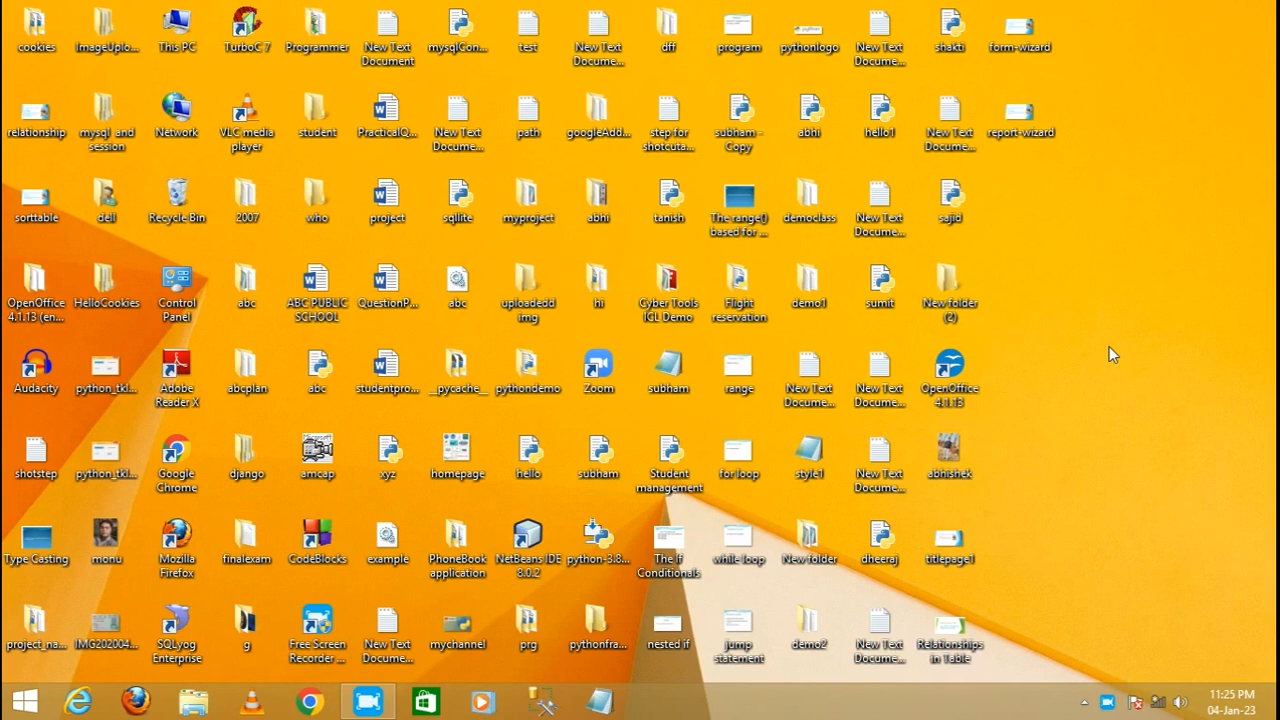 cookies
ImageUplo...
This PC
TurboC 7
Programmer
New Text
Document
mysqlCon...
test
New Text
Docume...
dff
program
pythonlogo
New Text
Docume...
shakti
form-wizard
relationship
mysql and
session
Network
VLC media
player
student
PracticalQ...
New Text
Docume...
path
googleAdd...
step for
shotcuta...
subham -
Copy
abhi
hello1
New Text
Docume...
report-wizard
sorttable
dell
Recycle Bin
2007
who
project
sqllite
myproject
abhi
tanish
The range()
based for ...
democlass
New Text
Docume...
sajid
OpenOffice
4.1.13 (en...
HelloCookies
Control
Panel
abc
ABC PUBLIC
SCHOOL
QuestionP...
abc
uploadedd
img
hi
Cyber Tools
ICL Demo
Flight
reservation
demo1
sumit
New folder
(2)
Audacity
python_tkl...
Adobe
Reader X
abcplan
abc
studentpro...
__pycache__
pythondemo
Zoom
subham
range
New Text
Docume...
New Text
Docume...
OpenOffice
4.1.13
shotstep
python_tkl...
Google
Chrome
django
amcap
xyz
homepage
hello
subham
Student
management
for loop
style1
New Text
Docume...
abhishek
Type Casting
monu
Mozilla
Firefox
finalexam
CodeBlocks
example
PhoneBook
application
NetBeans IDE
8.0.2
python-3.8...
The If
Conditionals
while loop
New folder
dheeraj
titlepage1
project_na...
IMG202004...
SQLyog
Enterprise
g
Free Screen
Recorder ...
New Text
Docume...
mychannel
prg
pythonfra...
nested if
jump
statement
demo2
New Text
Docume...
Relationships
in Table
11:25 PM
04-Jan-23